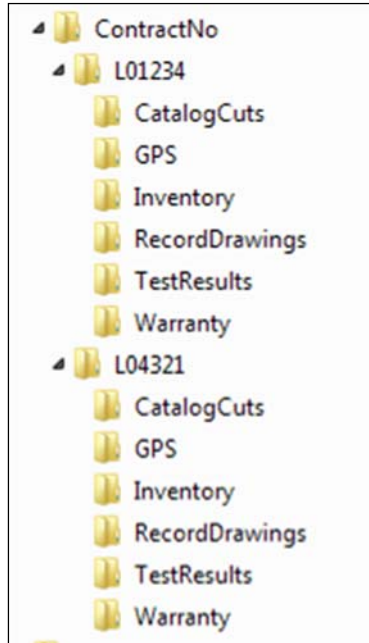 ContractNo
L01234
CatalogCuts
GPS
Inventory
RecordDrawings
TestResults
Warranty
L04321
CatalogCuts
GPS
Inventory
RecordDrawings
TestResults
Warranty